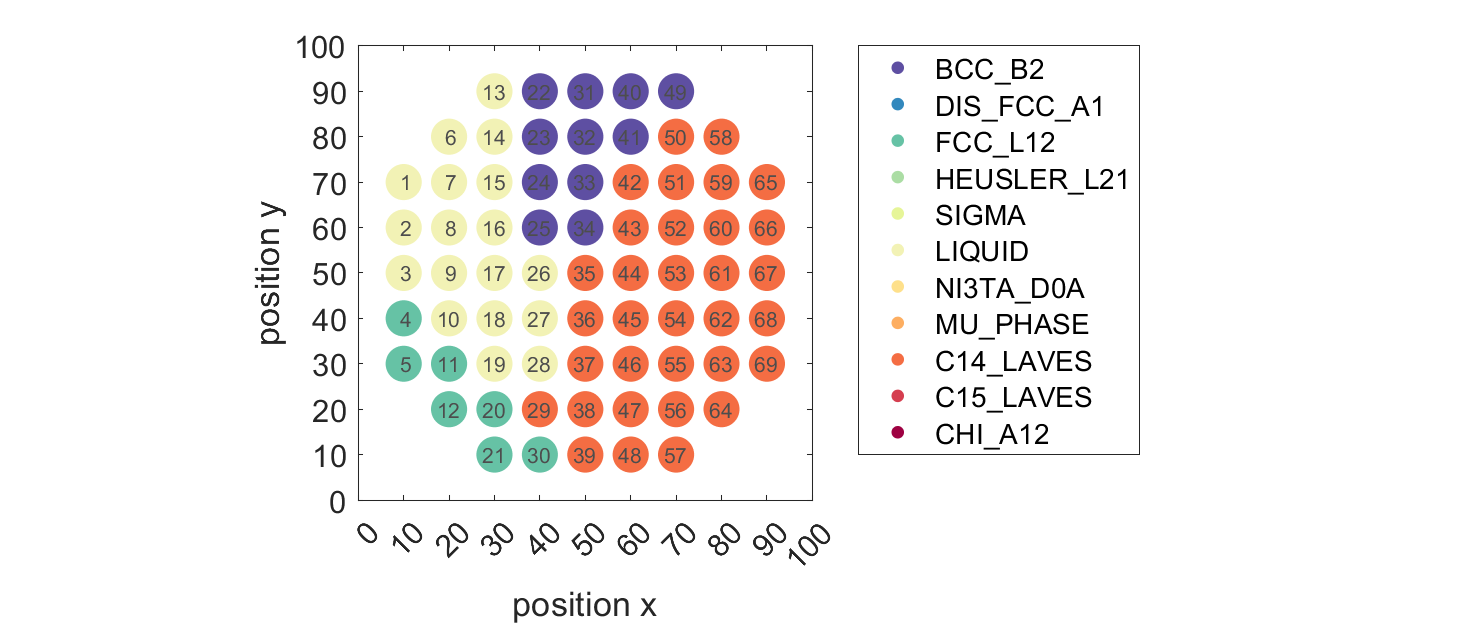 100
90 13 22 31 40 49
80 6 14 23 32 41 50 58
70 1 7 15 24 33 42 51 59 65
60 2 8 16 25 34 43 52 60 66
50 3 9 17 26 35 44 53 61 67
40 4 10 18 27 36 45 54 62 68
30 5 11 19 28 37 46 55 63 69
20 12 20 29 38 47 56 64
10 21 30 39 48 57
0
0 10 20 30 40 50 60 70 80 90 100
position x
position y
BCC_B2
DIS_FCC_A1
FCC_L12
HEUSLER_L21
SIGMA
LIQUID
NI3TA_D0A
MU_PHASE
C14_LAVES
C15_LAVES
CHI_A12